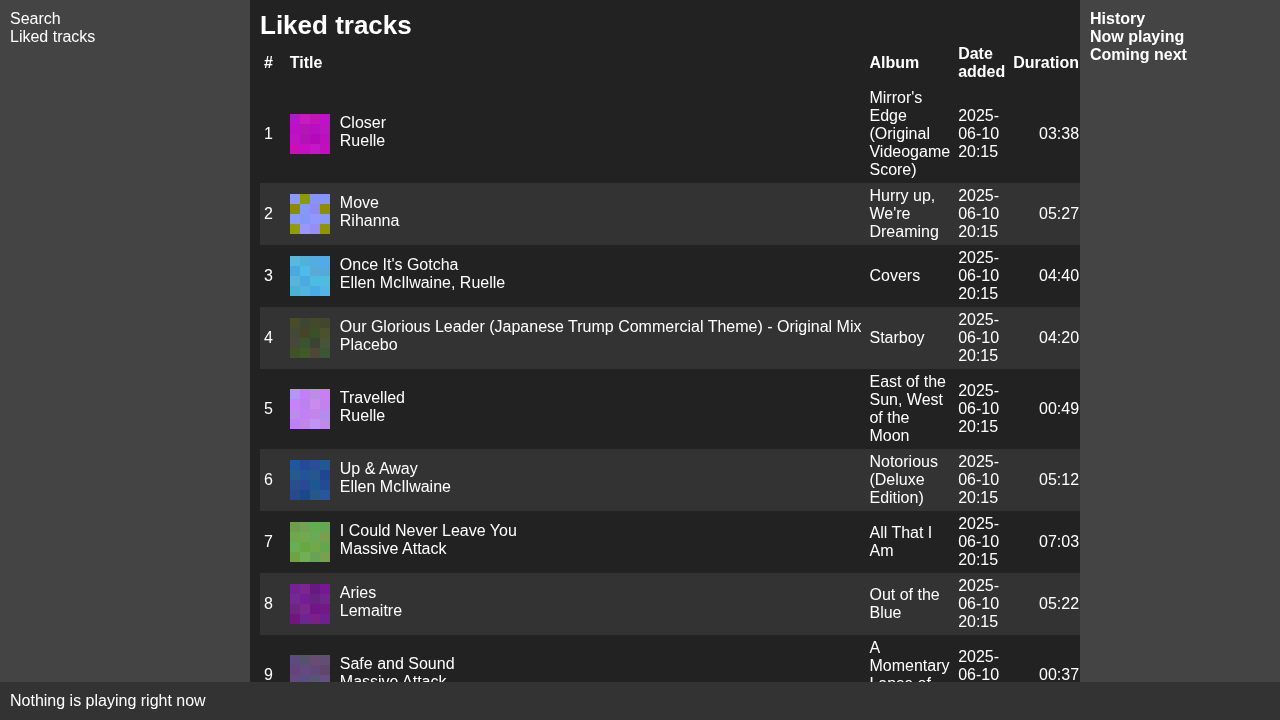 Search
Liked tracks
Liked tracks
# Title Album Date added Duration
1
Closer
Ruelle
Mirror's
Edge
(Original
Videogame
Score)
2025-
06-10
20:15
03:38
2
Move
Rihanna
Hurry up,
We're
Dreaming
2025-
06-10
20:15
05:27
3
Once It's Gotcha
Ellen McIlwaine, Ruelle
Covers
2025-
06-10
20:15
04:40
4
Our Glorious Leader (Japanese Trump Commercial Theme) - Original Mix
Placebo
Starboy
2025-
06-10
20:15
04:20
5
Travelled
Ruelle
East of the
Sun, West
of the
Moon
2025-
06-10
20:15
00:49
6
Up & Away
Ellen McIlwaine
Notorious
(Deluxe
Edition)
2025-
06-10
20:15
05:12
7
I Could Never Leave You
Massive Attack
All That I
Am
2025-
06-10
20:15
07:03
8
Aries
Lemaitre
Out of the
Blue
2025-
06-10
20:15
05:22
9
Safe and Sound
Massive Attack
A
Momentary
Lapse of
2025-
06-10
00:37
History
Now playing
Coming next
Nothing is playing right now